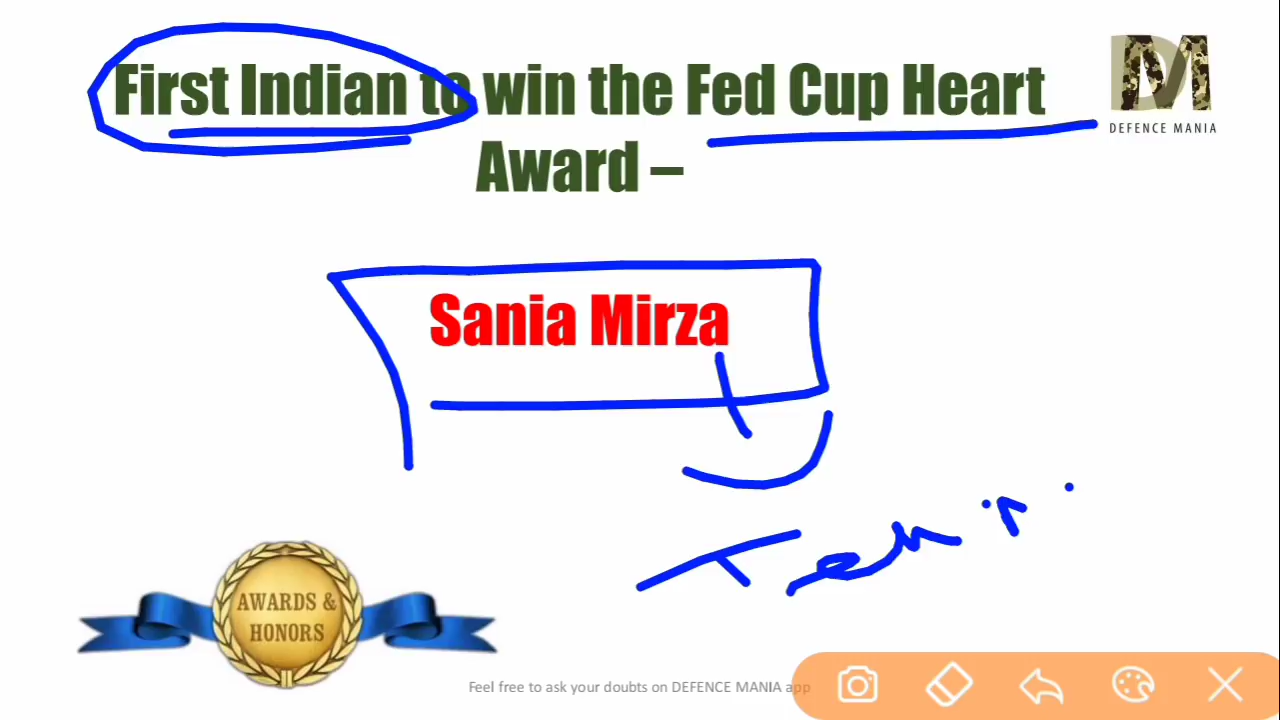 First Indian to win the Fed Cup Heart
Award –
DM
DEFENCE MANIA
Sania Mirza
AWARDS &
HONORS
Feel free to ask your doubts on DEFENCE MANIA app